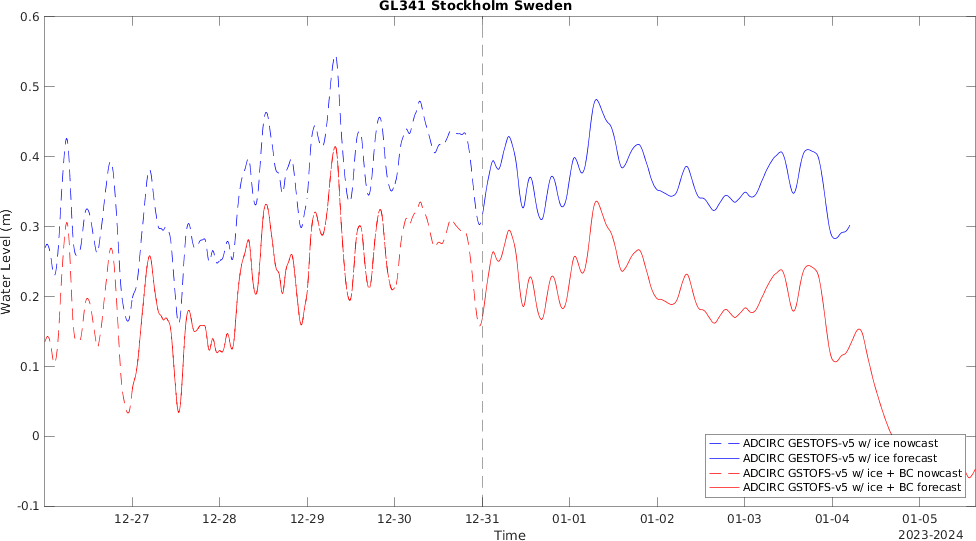 GL341 Stockholm Sweden
0.6
0.5
0.4
0.3
0.2
0.1
0
-0.1
Water Level (m)
ADCIRC GESTOFS-v5 w/ ice nowcast
ADCIRC GESTOFS-v5 w/ ice forecast
ADCIRC GSTOFS-v5 w/ ice + BC nowcast
ADCIRC GSTOFS-v5 w/ ice + BC forecast
12-27 12-28 12-29 12-30 12-31 01-01 01-02 01-03 01-04 01-05
Time
2023-2024